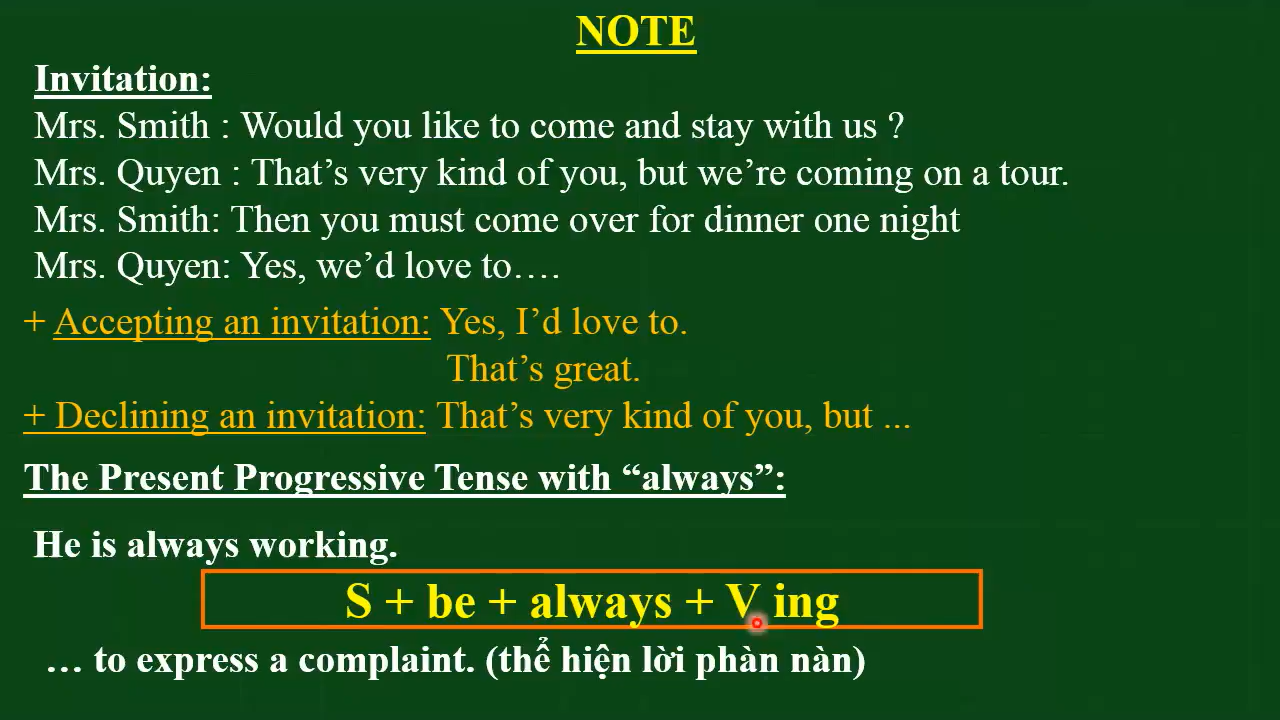 NOTE
Invitation:
Mrs. Smith : Would you like to come and stay with us ?
Mrs. Quyen : That’s very kind of you, but we’re coming on a tour.
Mrs. Smith: Then you must come over for dinner one night
Mrs. Quyen: Yes, we’d love to….
+ Accepting an invitation: Yes, I’d love to.
That’s great.
+ Declining an invitation: That’s very kind of you, but ...
The Present Progressive Tense with “always”:
He is always working.
S + be + always + V ing
… to express a complaint. (thể hiện lời phàn nàn)